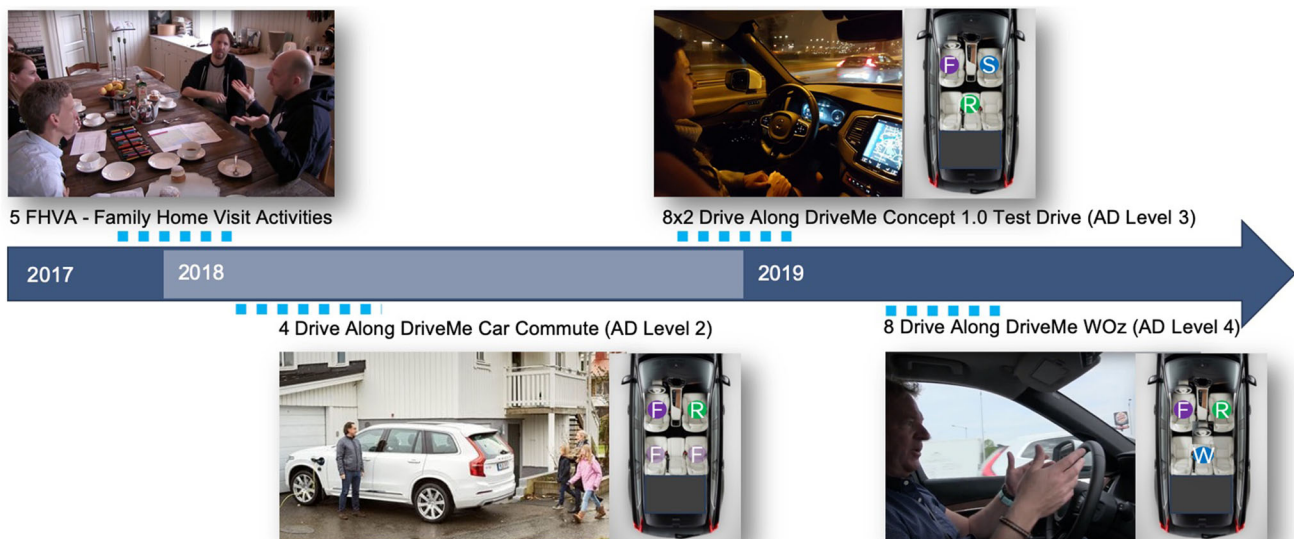 5 FHVA - Family Home Visit Activities
8x2 Drive Along DriveMe Concept 1.0 Test Drive (AD Level 3)
F S
R
2017 2018 2019
4 Drive Along DriveMe Car Commute (AD Level 2)
8 Drive Along DriveMe WOz (AD Level 4)
F R
F F
F R
W